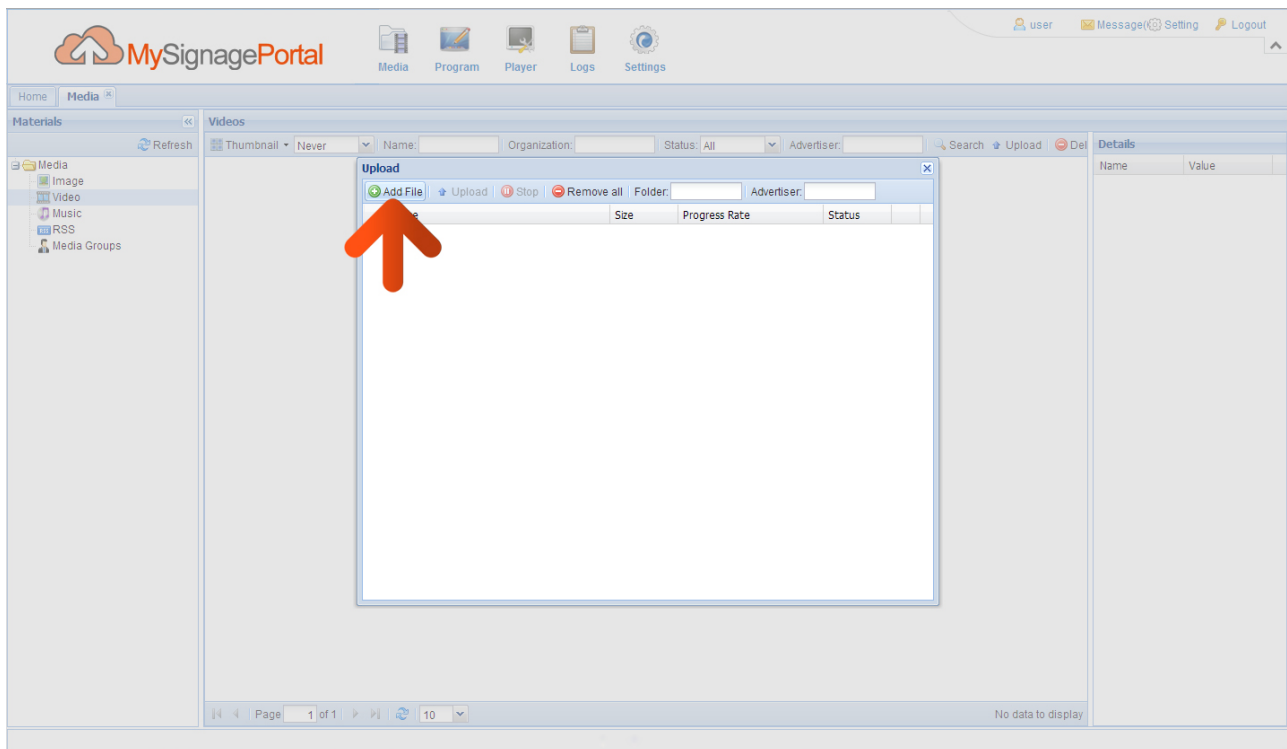 user Message( Setting Logout
MySignagePortal
Media Program Player Logs Settings
Home Media
Materials Videos
Refresh Thumbnail Never Name: Organization: Status: All Advertiser: Search Upload Del Details
Name Value
Media
Image
Video
Music
RSS
Media Groups
Upload
Add File Upload Stop Remove all Folder: Advertiser:
Size Progress Rate Status
Page 1 of 1 10 No data to display